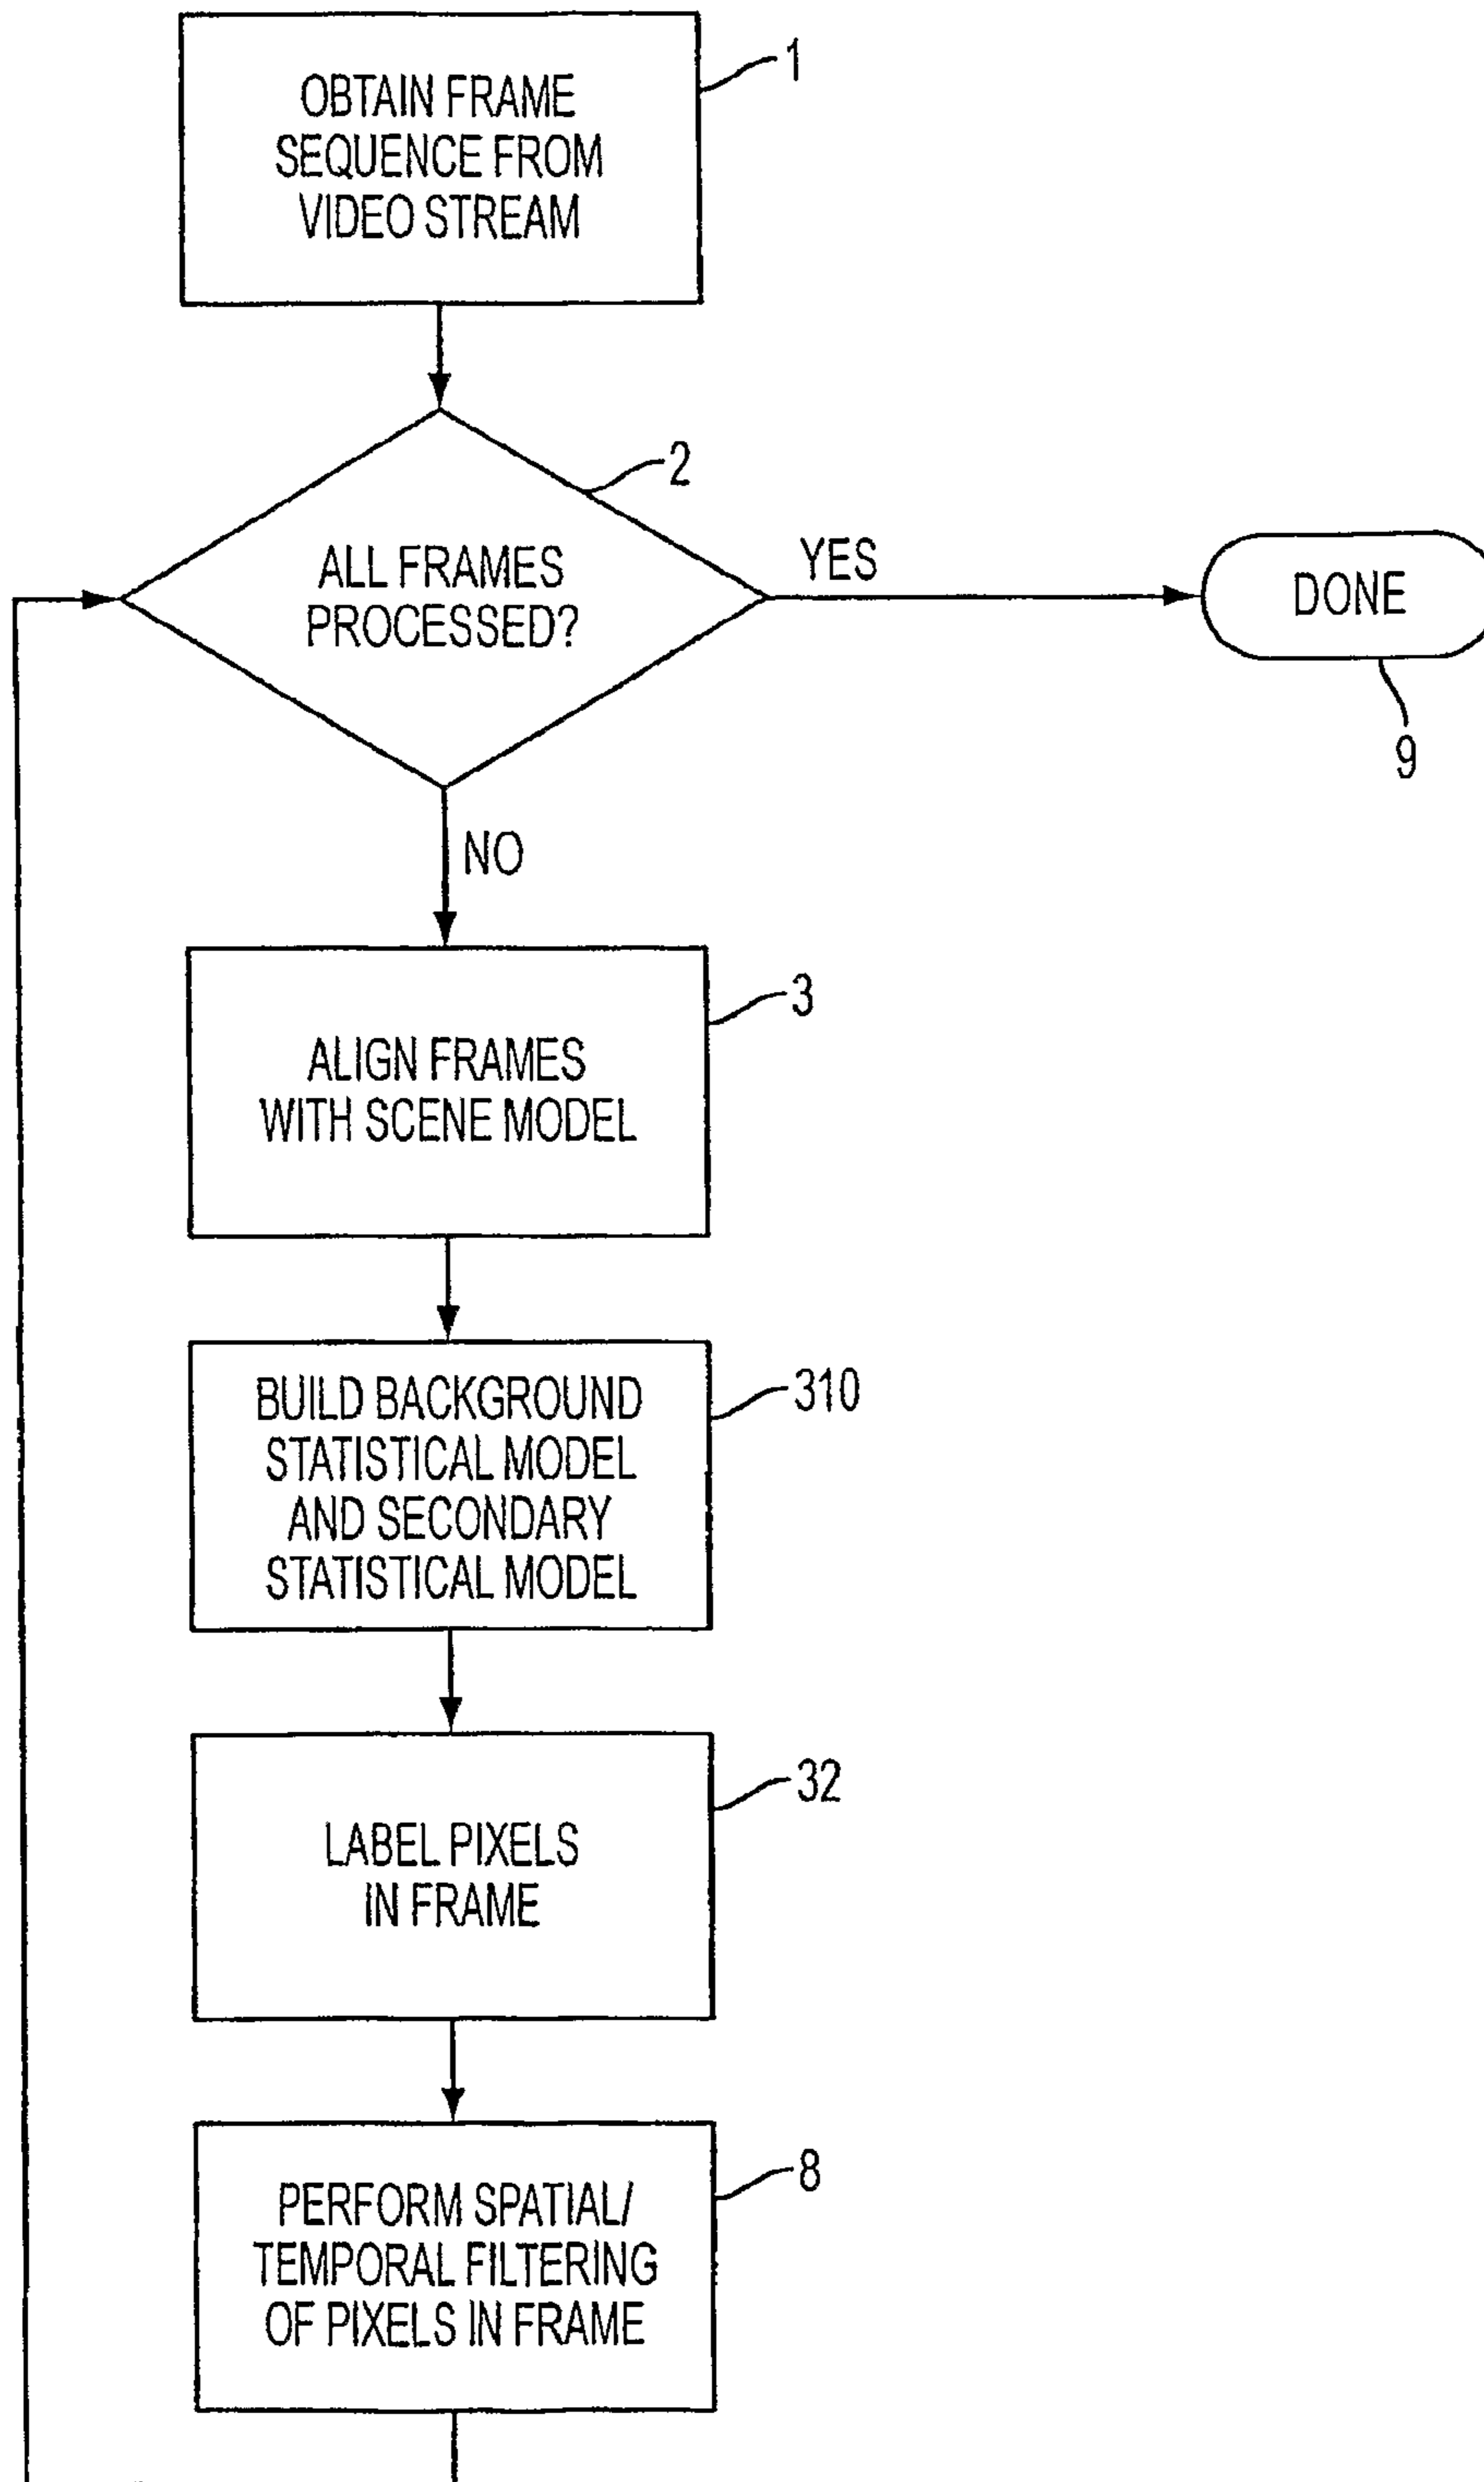 OBTAIN FRAME
SEQUENCE FROM
VIDEO STREAM
1
ALL FRAMES
PROCESSED?
2
YES
DONE
9
NO
ALIGN FRAMES
WITH SCENE MODEL
3
BUILD BACKGROUND
STATISTICAL MODEL
AND SECONDARY
STATISTICAL MODEL
310
LABEL PIXELS
IN FRAME
32
PERFORM SPATIAL/
TEMPORAL FILTERING
OF PIXELS IN FRAME
8